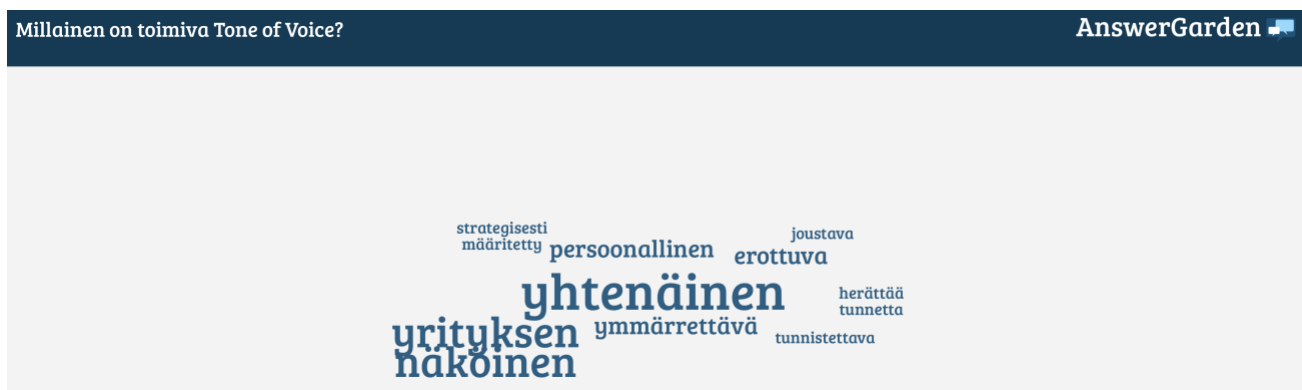 Millainen on toimiva Tone of Voice?
AnswerGarden
strategisesti
määritetty
persoonallinen
joustava
erottuva
yhtenäinen
herättää
tunnetta
yrityksen
näköinen
ymmärrettävä
tunnistettava